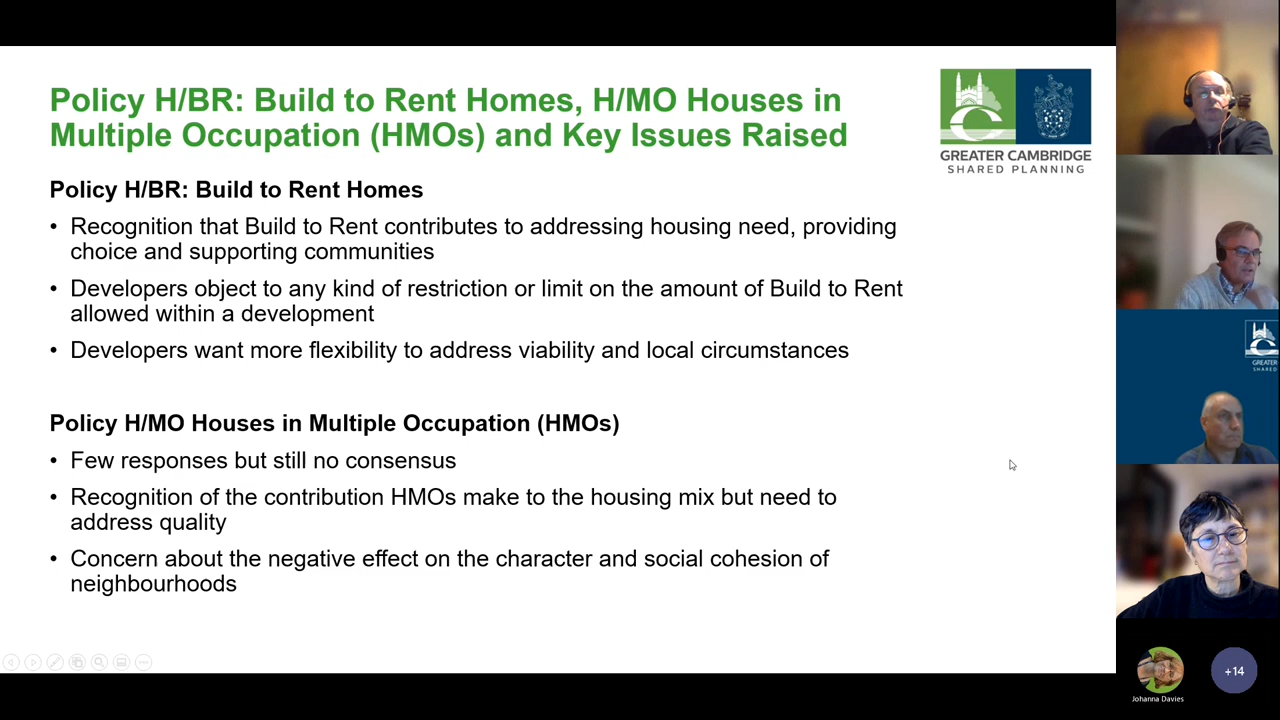 Policy H/BR: Build to Rent Homes, H/MO Houses in
Multiple Occupation (HMOs) and Key Issues Raised
GREATER CAMBRIDGE
SHARED PLANNING
Policy H/BR: Build to Rent Homes
• Recognition that Build to Rent contributes to addressing housing need, providing
choice and supporting communities
• Developers object to any kind of restriction or limit on the amount of Build to Rent
allowed within a development
• Developers want more flexibility to address viability and local circumstances
Policy H/MO Houses in Multiple Occupation (HMOs)
• Few responses but still no consensus
• Recognition of the contribution HMOs make to the housing mix but need to
address quality
• Concern about the negative effect on the character and social cohesion of
neighbourhoods
GREATER
SHARED
Johanna Davies
+14